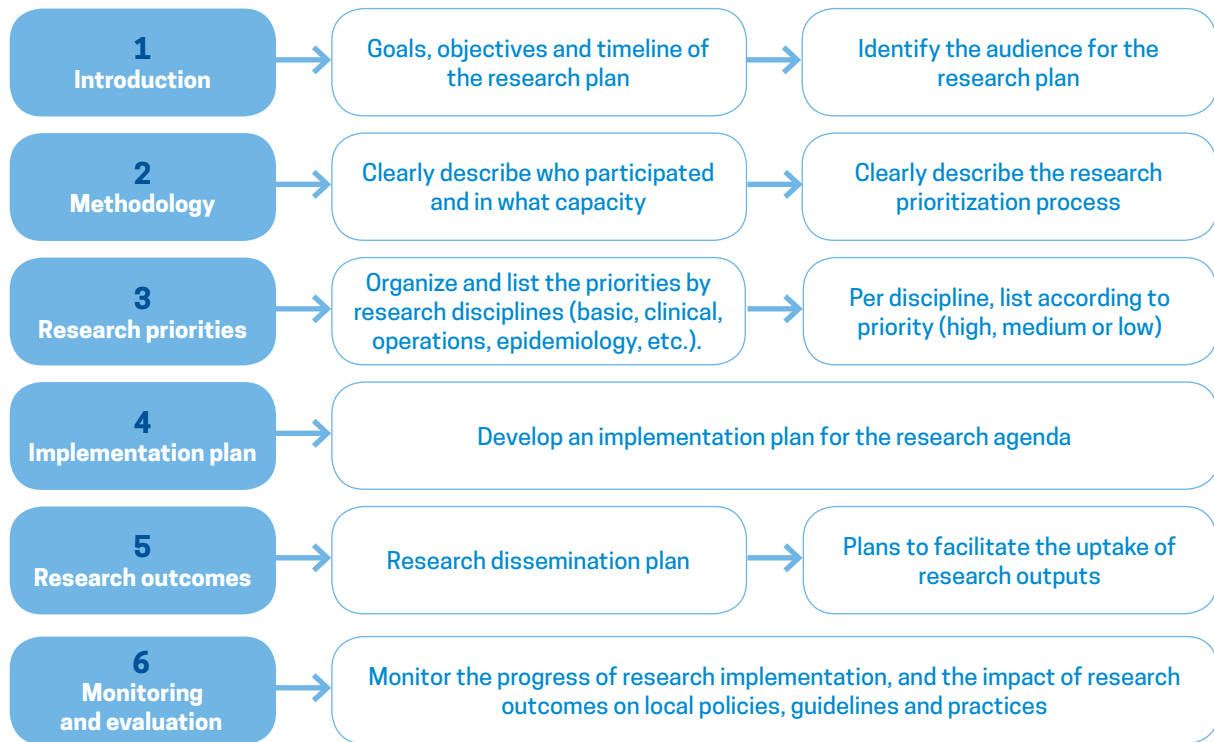 1
Introduction
Goals, objectives and timeline of
the research plan
Identify the audience for the
research plan
2
Methodology
Clearly describe who participated
and in what capacity
Clearly describe the research
prioritization process
3
Research priorities
Organize and list the priorities by
research disciplines (basic, clinical,
operations, epidemiology, etc.).
Per discipline, list according to
priority (high, medium or low)
4
Implementation plan
Develop an implementation plan for the research agenda
5
Research outcomes
Research dissemination plan
Plans to facilitate the uptake of
research outputs
6
Monitoring
and evaluation
Monitor the progress of research implementation, and the impact of research
outcomes on local policies, guidelines and practices